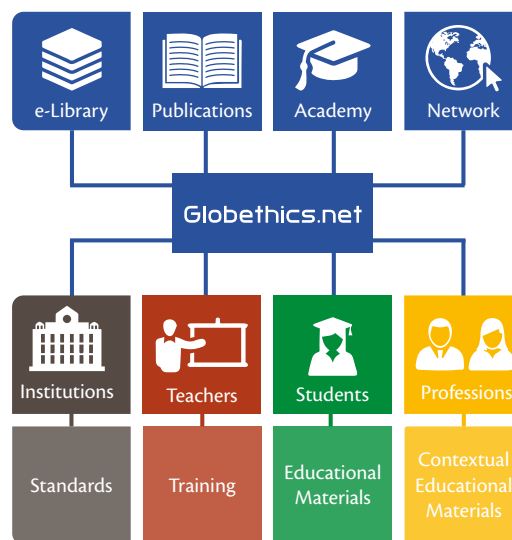 e-Library
Publications
Academy
Network
Globethics.net
Institutions
Teachers
Students
Professions
Standards
Training
Educational
Materials
Contextual
Educational
Materials